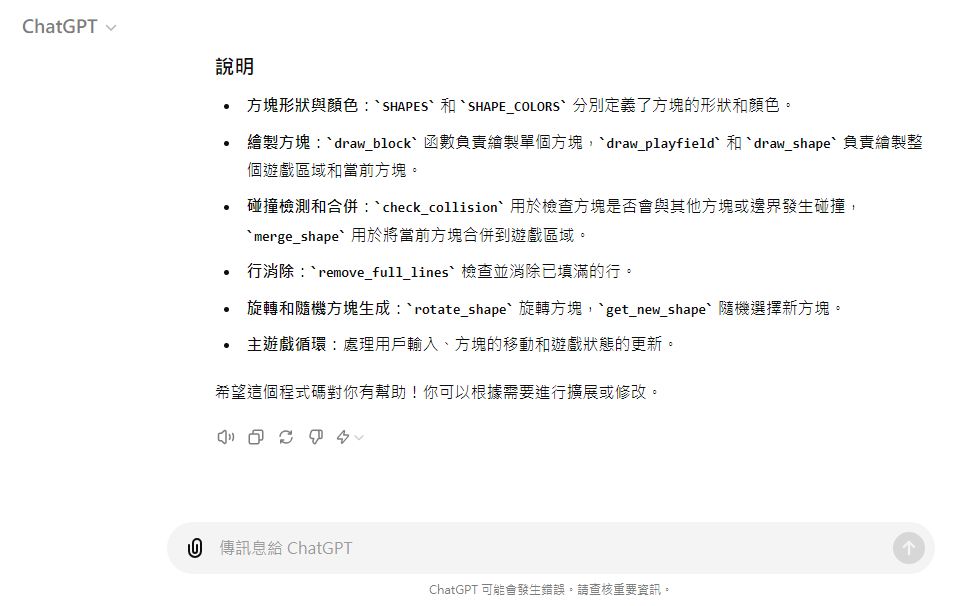 ChatGPT
說明
方塊形狀與顏色：`SHAPES` 和 `SHAPE_COLORS` 分別定義了方塊的形狀和顏色。
繪製方塊：`draw_block` 函數負責繪製單個方塊，`draw_playfield` 和 `draw_shape` 負責繪製整
個遊戲區域和當前方塊。
碰撞檢測和合併：`check_collision` 用於檢查方塊是否會與其他方塊或邊界發生碰撞，
`merge_shape` 用於將當前方塊合併到遊戲區域。
行消除：`remove_full_lines` 檢查並消除已填滿的行。
旋轉和隨機方塊生成：`rotate_shape` 旋轉方塊，`get_new_shape` 隨機選擇新方塊。
主遊戲循環：處理用戶輸入、方塊的移動和遊戲狀態的更新。
希望這個程式碼對你有幫助！你可以根據需要進行擴展或修改。
傳訊息給 ChatGPT
ChatGPT 可能會發生錯誤。請查核重要資訊。